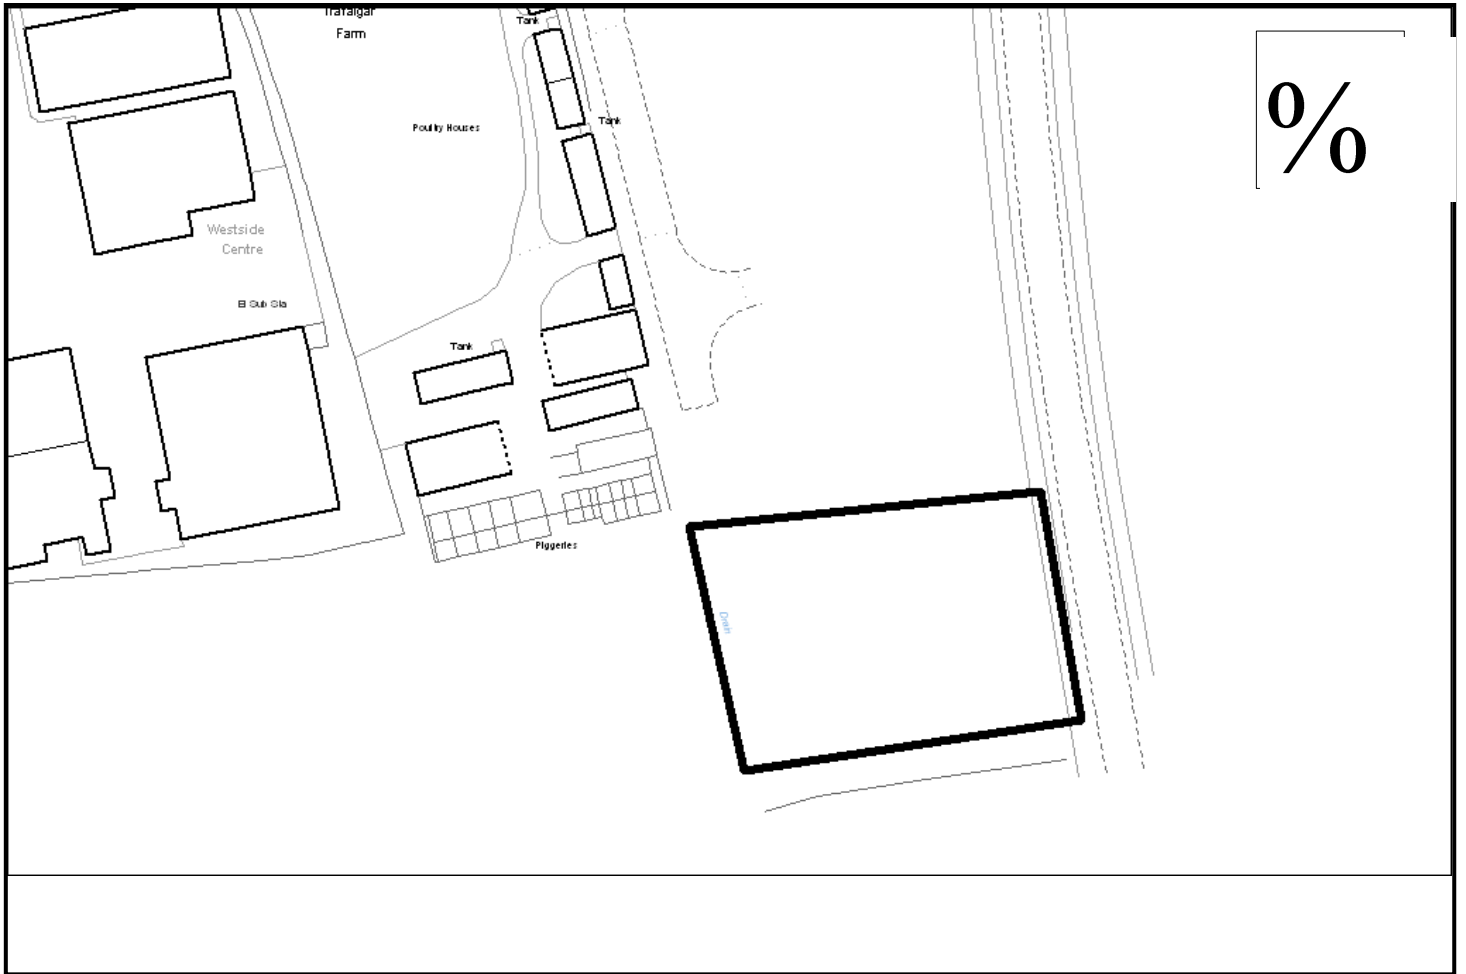 Trafalgar
Farm
Tank
Tank
Poultry Houses
Westside
Centre
El Sub Sta
Tank
Piggeries
Drain
%